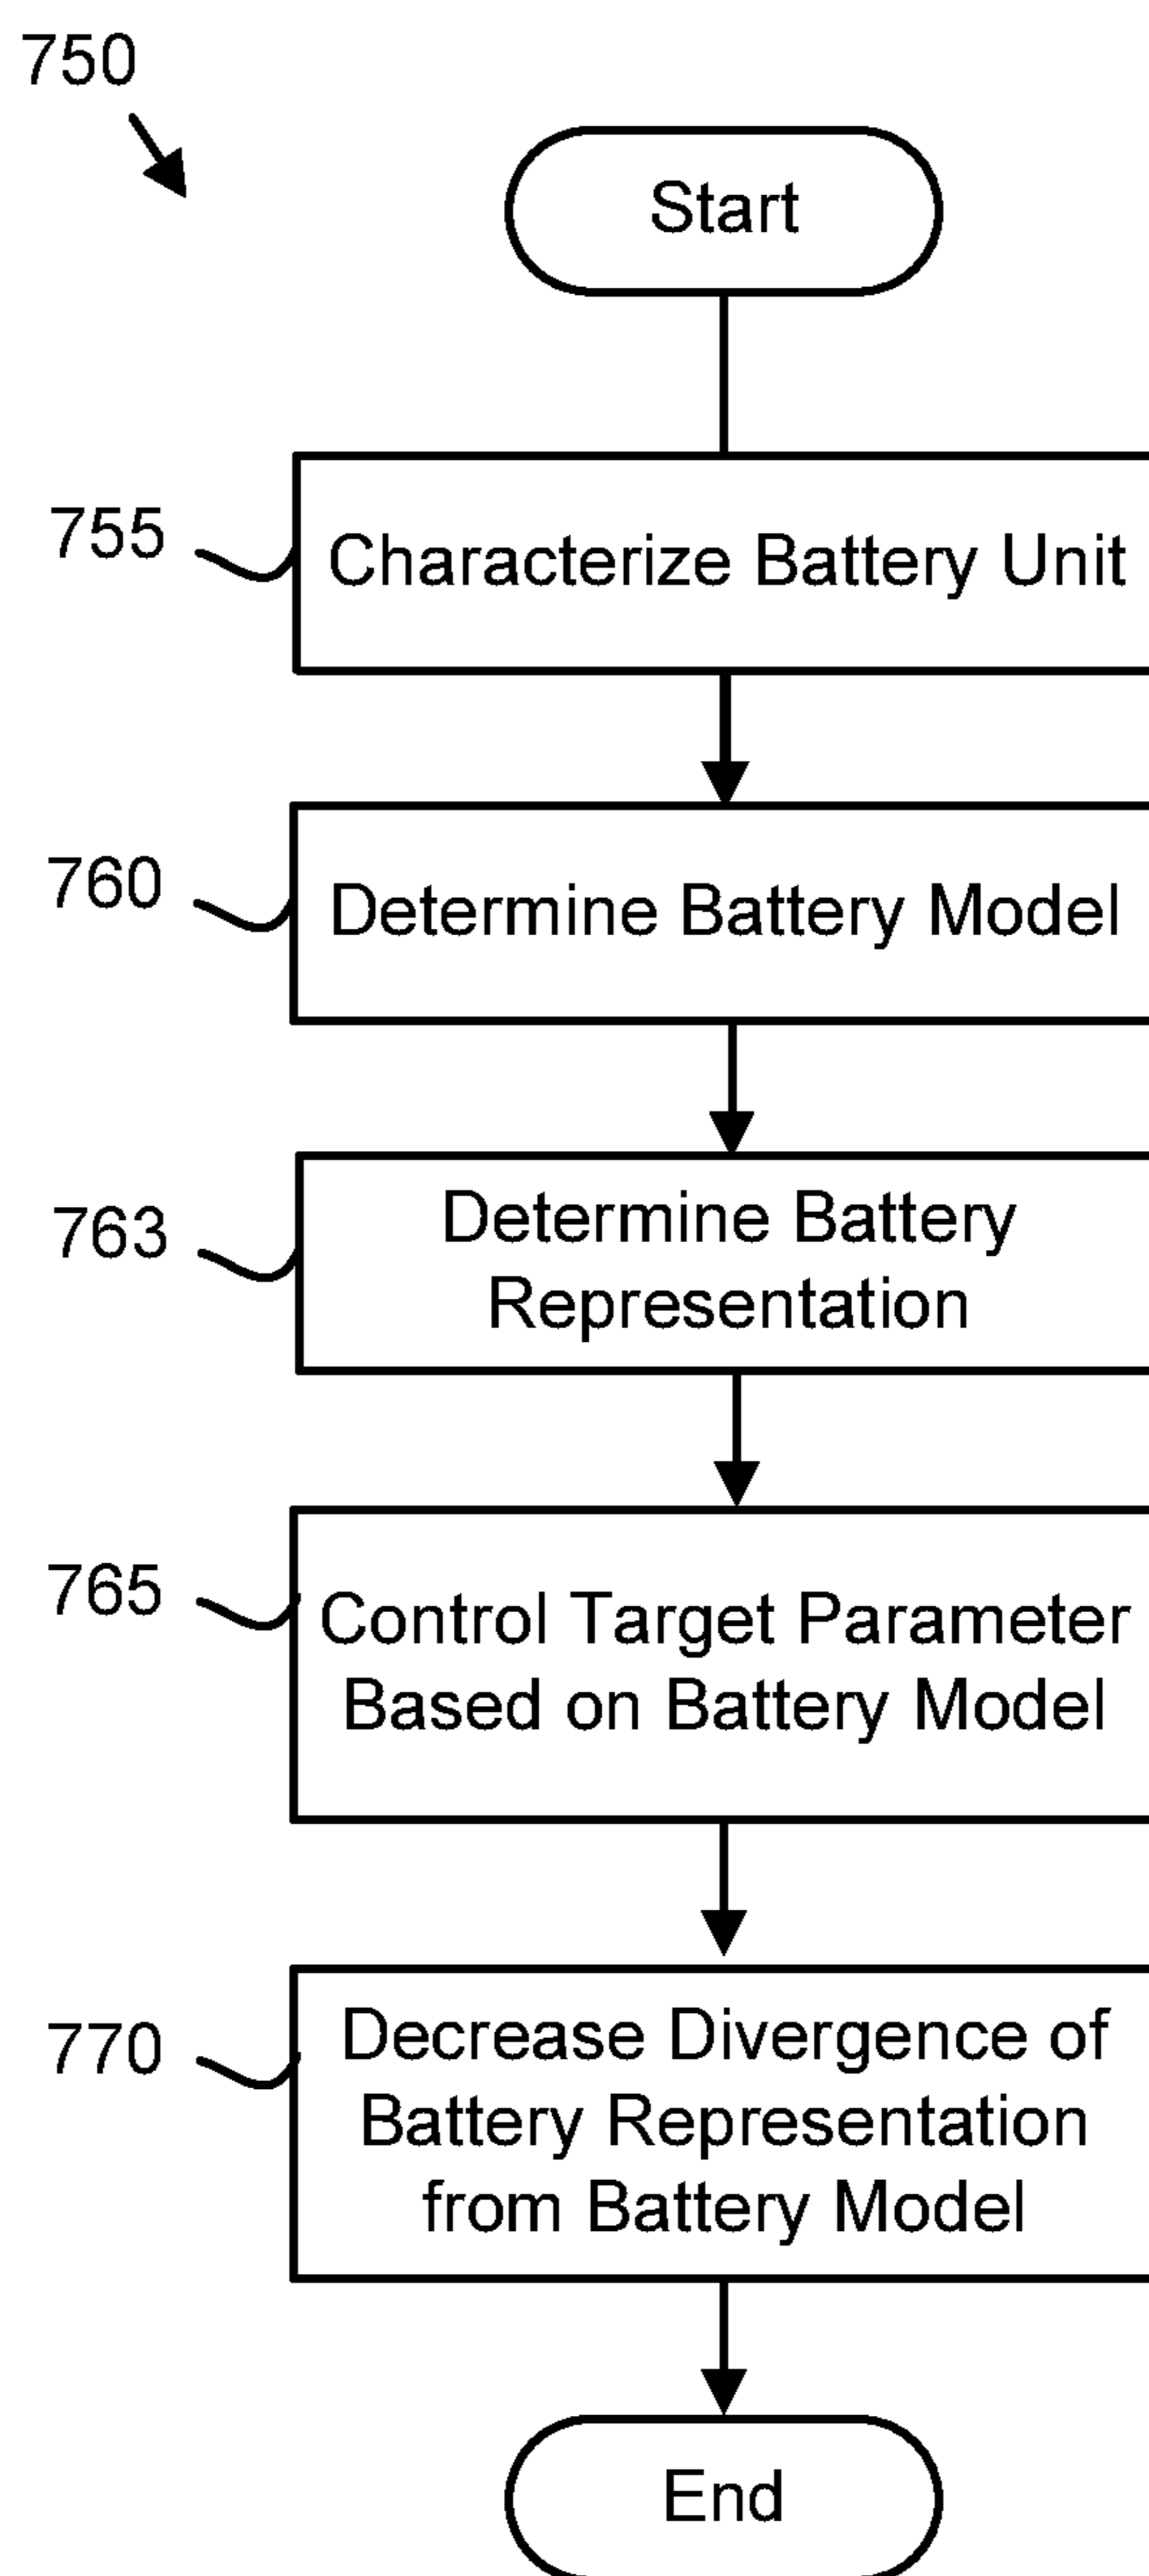 750
Start
755
Characterize Battery Unit
760
Determine Battery Model
763
Determine Battery
Representation
765
Control Target Parameter
Based on Battery Model
770
Decrease Divergence of
Battery Representation
from Battery Model
End